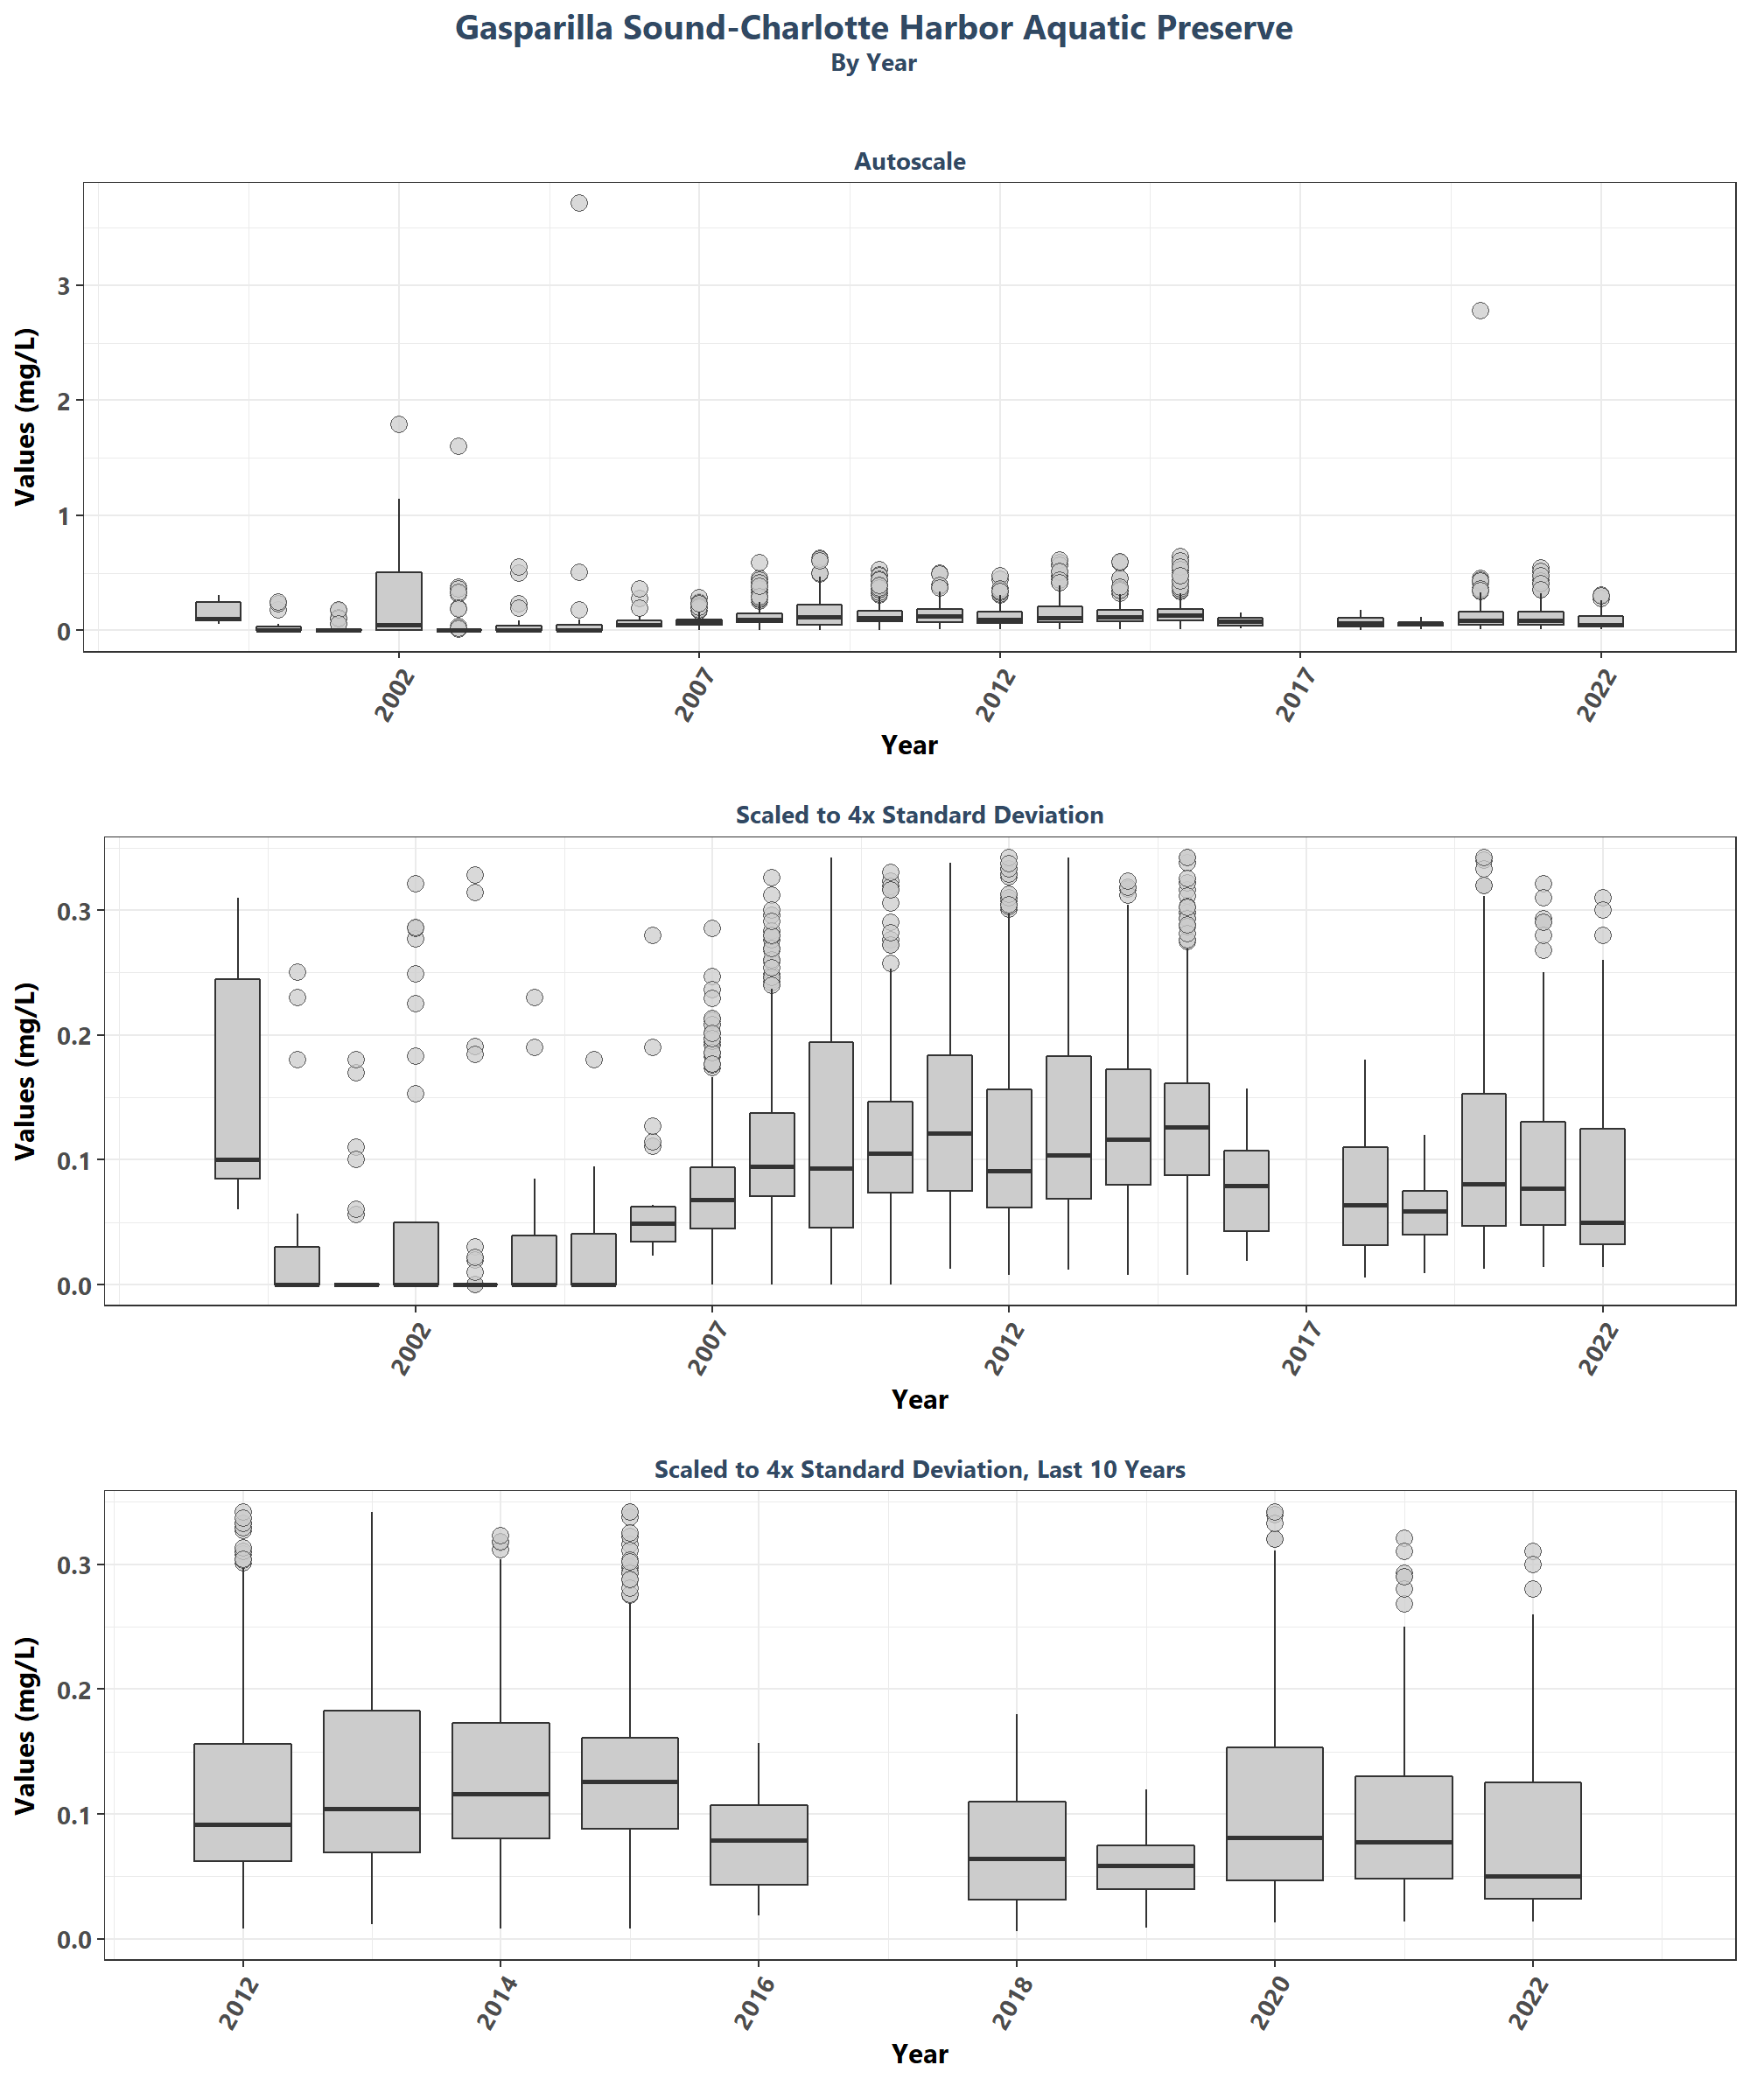 Gasparilla Sound-Charlotte Harbor Aquatic Preserve
By Year
Autoscale
Values (mg/L)
3
2
1
0
2002 2007 2012 2017 2022
Year
Scaled to 4x Standard Deviation
Values (mg/L)
0.3
0.2
0.1
0.0
2002 2007 2012 2017 2022
Year
Scaled to 4x Standard Deviation, Last 10 Years
Values (mg/L)
0.3
0.2
0.1
0.0
2012 2014 2016 2018 2020 2022
Year